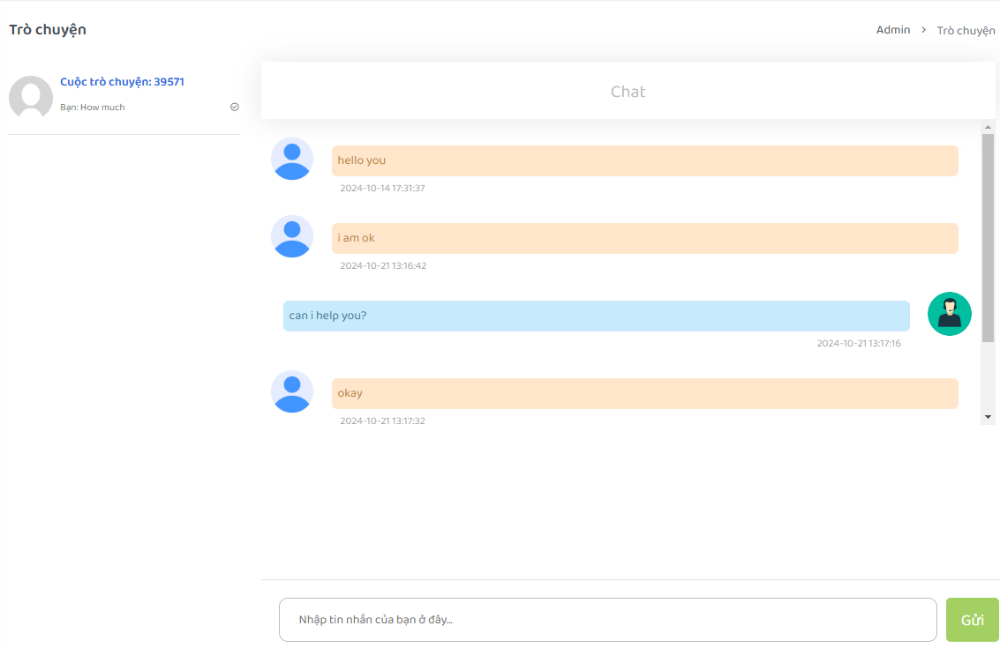 Trò chuyện
Admin > Trò chuyện
Cuộc trò chuyện: 39571
Bạn: How much
Chat
hello you
2024-10-14 17:31:37
i am ok
2024-10-21 13:16:42
can i help you?
2024-10-21 13:17:16
okay
2024-10-21 13:17:32
Nhập tin nhắn của bạn ở đây...
Gửi